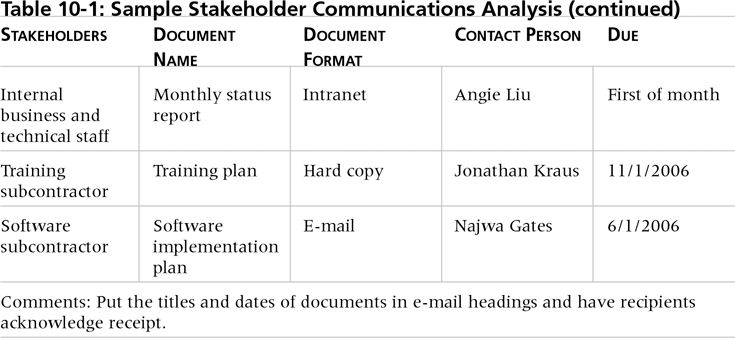 Table 10-1: Sample Stakeholder Communications Analysis (continued)
STAKEHOLDERS DOCUMENT NAME DOCUMENT FORMAT CONTACT PERSON DUE
Internal business and technical staff Monthly status report Intranet Angie Liu First of month
Training subcontractor Training plan Hard copy Jonathan Kraus 11/1/2006
Software subcontractor Software implementation plan E-mail Najwa Gates 6/1/2006
Comments: Put the titles and dates of documents in e-mail headings and have recipients
acknowledge receipt.